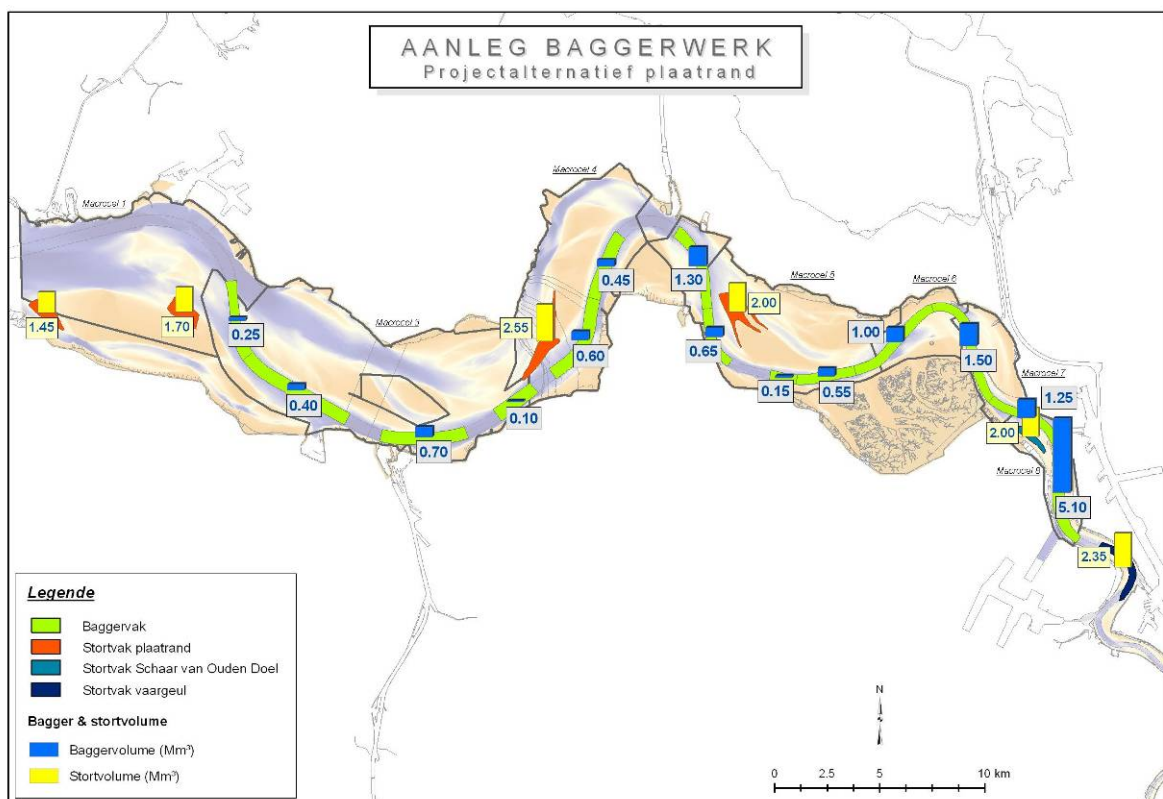 AANLEG BAGGERWERK
Projectalternatief plaatrand
Macrocel 4
Macrocel 1
Macrocel 5
Macrocel 6
0.45
1.30
2.00
1.45
1.70
0.25
Macrocel 3
2.55
0.60
0.65
1.00
1.50
0.15
0.55
Macrocel 7
0.40
0.10
1.25
2.00
0.70
Macrocel 8
5.10
2.35
Legende
Baggervak
Stortvak plaatrand
Stortvak Schaar van Ouden Doel
Stortvak vaargeul
Bagger & stortvolume
Baggervolume (Mm³)
Stortvolume (Mm³)
N
0 2.5 5 10 km